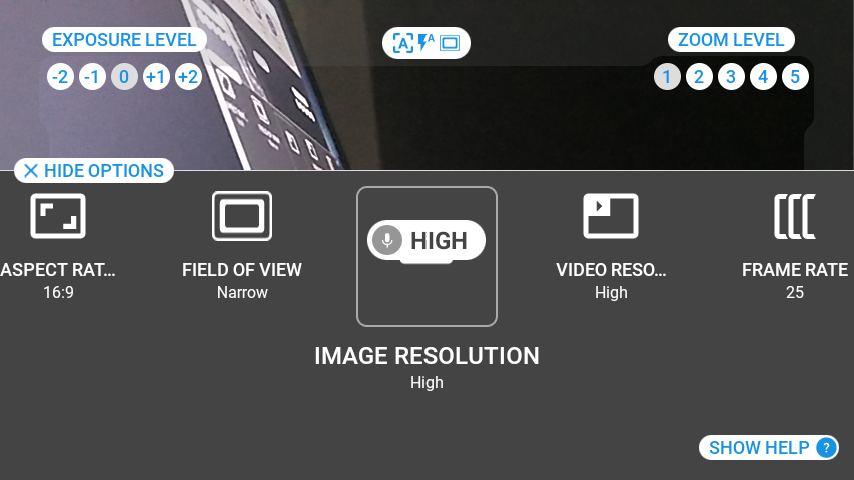 EXPOSURE LEVEL
-2 -1 0 +1 +2
A A
ZOOM LEVEL
1 2 3 4 5
HIDE OPTIONS
ASPECT RAT...
16:9
FIELD OF VIEW
Narrow
HIGH
IMAGE RESOLUTION
High
VIDEO RESO...
High
FRAME RATE
25
SHOW HELP ?